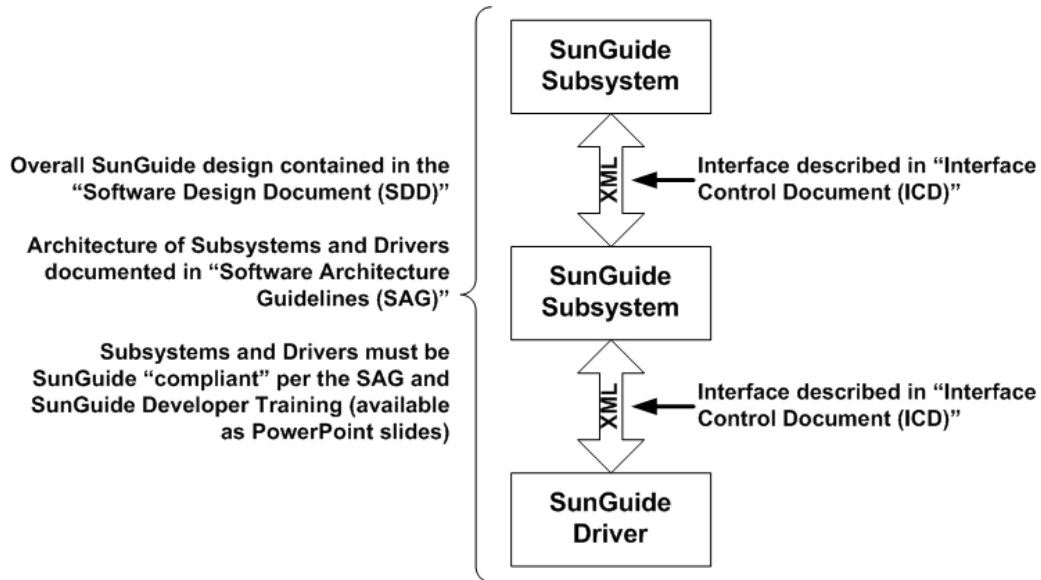 SunGuide
Subsystem
Overall SunGuide design contained in the
“Software Design Document (SDD)”
XML
Interface described in “Interface
Control Document (ICD)”
Architecture of Subsystems and Drivers
documented in “Software Architecture
Guidelines (SAG)”
SunGuide
Subsystem
Subsystems and Drivers must be
SunGuide “compliant” per the SAG and
SunGuide Developer Training (available
as PowerPoint slides)
XML
Interface described in “Interface
Control Document (ICD)”
SunGuide
Driver